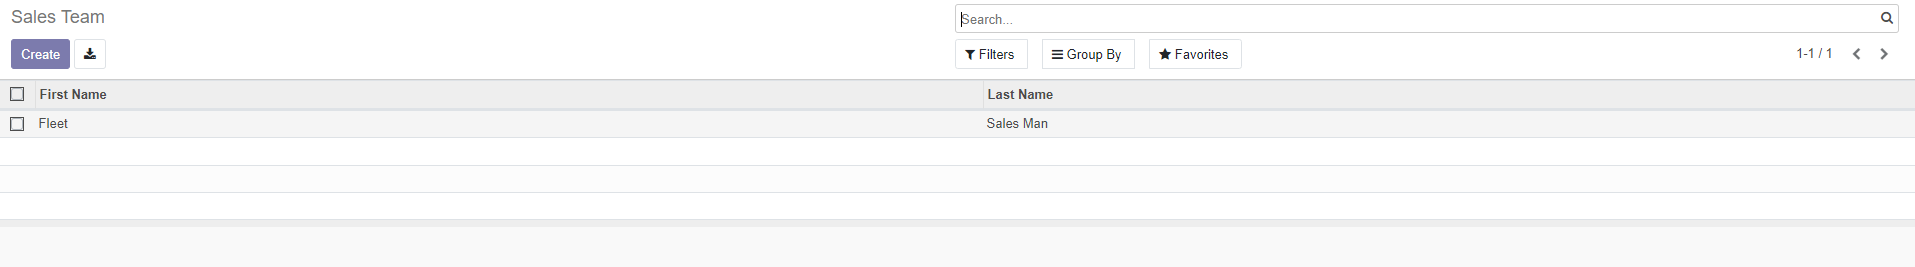 Sales Team
Search...
Create
Filters
Group By
Favorites
1-1 / 1
First Name Last Name
Fleet Sales Man